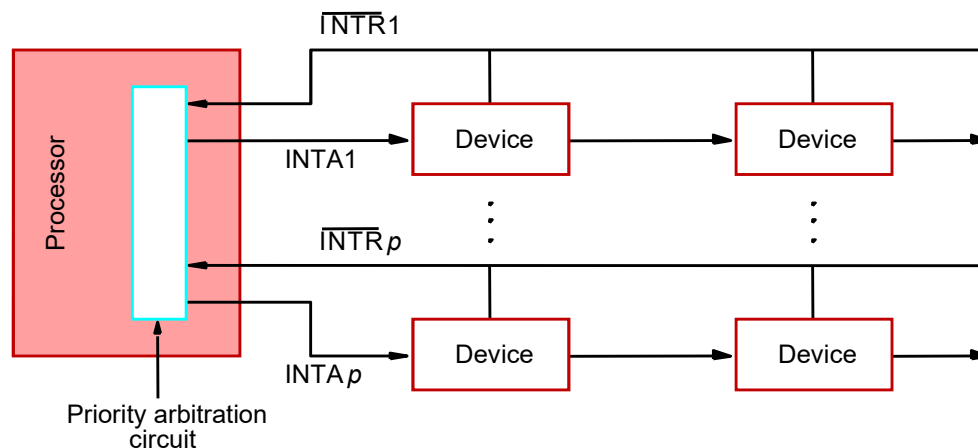 INTR1
Device
Device
INTA1
Processor
INTRp
Device
Device
INTAp
Priority arbitration
circuit